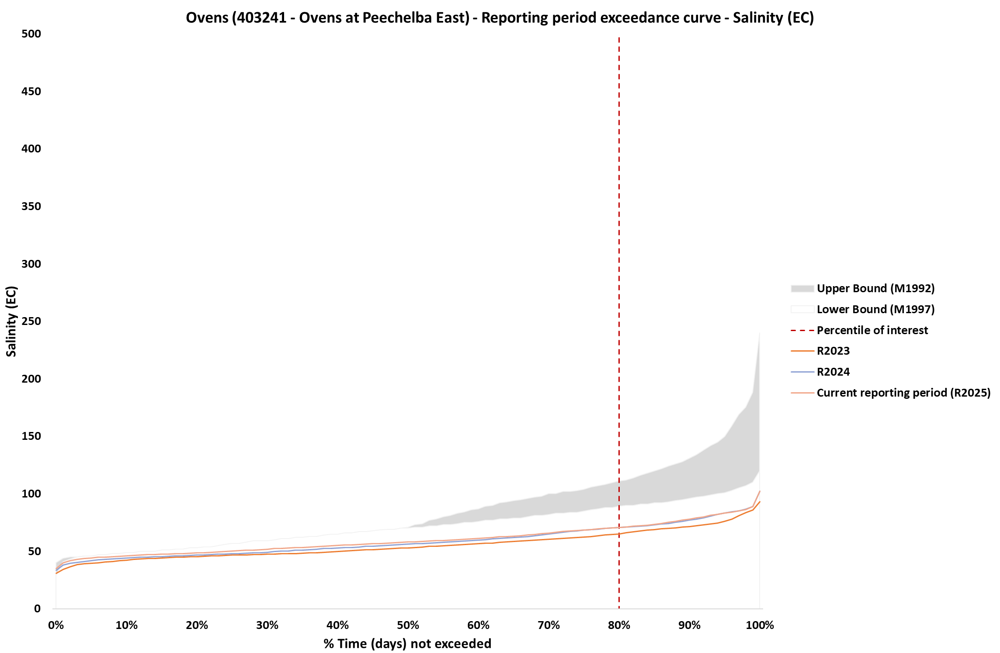 Ovens (403241 - Ovens at Peechelba East) - Reporting period exceedance curve - Salinity (EC)
500
450
400
350
300
250
200
150
100
50
0
Salinity (EC)
0% 10% 20% 30% 40% 50% 60% 70% 80% 90% 100%
% Time (days) not exceeded
Upper Bound (M1992)
Lower Bound (M1997)
Percentile of interest
R2023
R2024
Current reporting period (R2025)